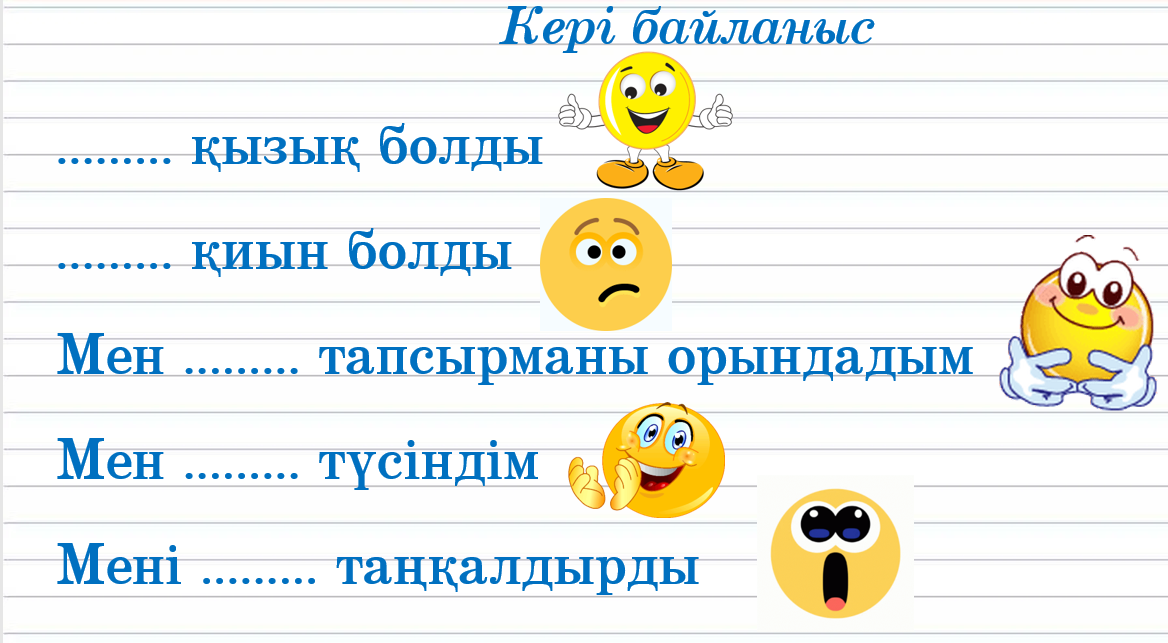 Кері байланыс
......... қызық болды
......... қиын болды
Мен ......... тапсырманы орындадым
Мен ......... түсіндім
Мені ......... таңқалдырды